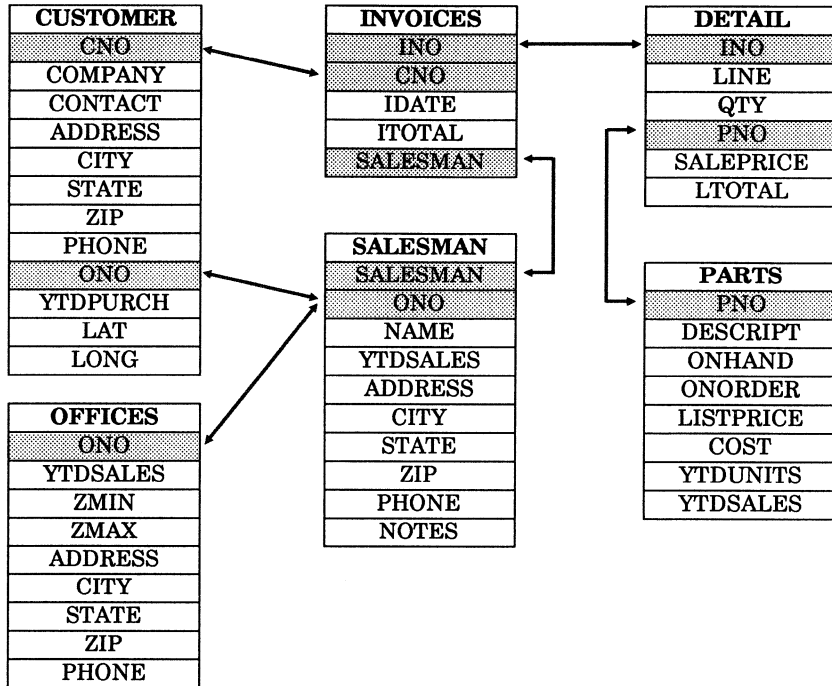 CUSTOMER
CNO
COMPANY
CONTACT
ADDRESS
CITY
STATE
ZIP
PHONE
ONO
YTDPURCH
LAT
LONG
OFFICES
ONO
YTDSALES
ZMIN
ZMAX
ADDRESS
CITY
STATE
ZIP
PHONE
INVOICES
INO
CNO
IDATE
ITOTAL
SALESMAN
SALESMAN
SALESMAN
ONO
NAME
YTDSALES
ADDRESS
CITY
STATE
ZIP
PHONE
NOTES
DETAIL
INO
LINE
QTY
PNO
SALEPRICE
LTOTAL
PARTS
PNO
DESCRIPT
ONHAND
ONORDER
LISTPRICE
COST
YTDUNITS
YTDSALES